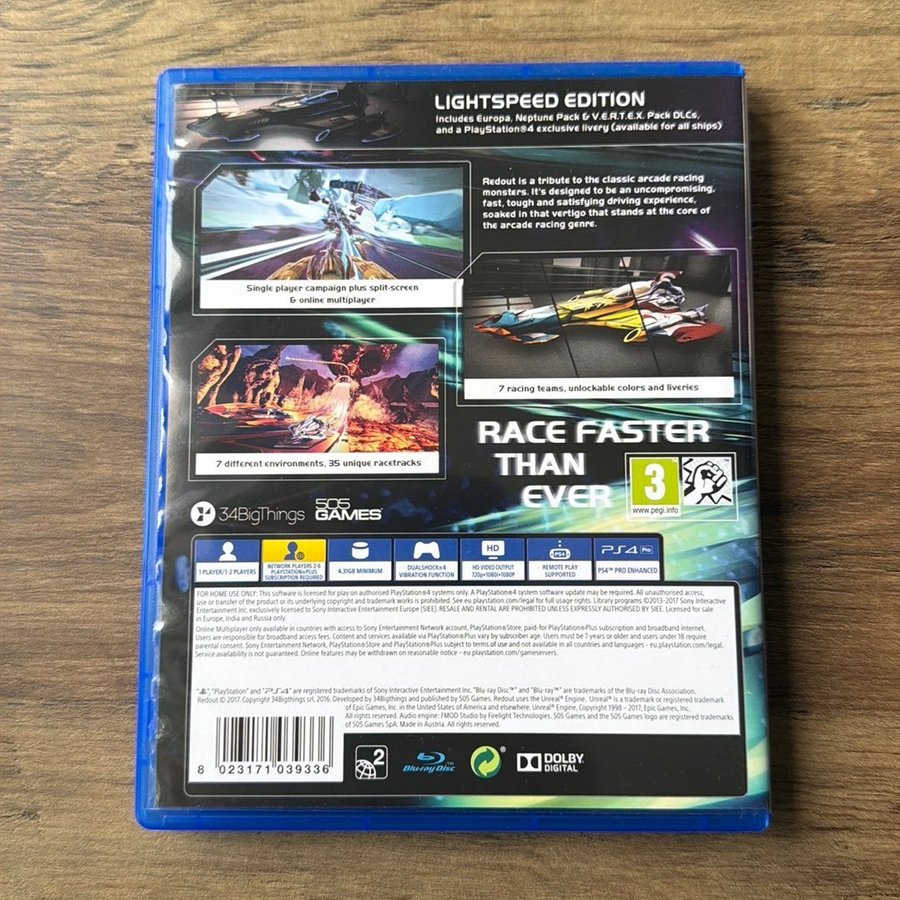 LIGHTSPEED EDITION
Includes Europa, Neptune Pack & V.E.R.T.E.X. Pack DLCs,
and a PlayStation®4 exclusive livery (available for all ships)
Redout is a tribute to the classic arcade racing
monsters. It's designed to be an uncompromising,
fast, tough and satisfying driving experience,
soaked in that vertigo that stands at the core of
the arcade racing genre.
Single player campaign plus split-screen
& online multiplayer
7 racing teams, unlockable colors and liveries
7 different environments, 35 unique racetracks
RACE FASTER
THAN
EVER
3
www.pegi.info
34BigThings
505
GAMES
1 PLAYER/1-2 PLAYERS
NETWORK PLAYERS 2-6
PLAYSTATION®PLUS
SUBSCRIPTION REQUIRED
4.31GB MINIMUM
DUALSHOCK®4
VIBRATION FUNCTION
HD
HD VIDEO OUTPUT
720p•1080i•1080P
PS4
REMOTE PLAY
SUPPORTED
PS4 Pro
PS4™ PRO ENHANCED
FOR HOME USE ONLY: This software is licensed for play on authorised PlayStation®4 systems only. A PlayStation®4 system software update may be required. All unauthorised access,
use or transfer of the product or its underlying copyright and trademark works is prohibited. See eu.playstation.com/legal for full usage rights. Library programs ©2013-2017 Sony Interactive
Entertainment Inc. exclusively licensed to Sony Interactive Entertainment Europe (SIEE). RESALE AND RENTAL ARE PROHIBITED UNLESS EXPRESSLY AUTHORISED BY SIEE. Licensed for sale
in Europe, India and Russia only.
Online Multiplayer only available in countries with access to Sony Entertainment Network account, PlayStation®Store, paid-for PlayStation®Plus subscription and broadband internet.
Users are responsible for broadband access fees. Content and services available via PlayStation®Plus vary by subscriber age. Users must be 7 years or older and users under 18 require
parental consent. Sony Entertainment Network, PlayStation®Store and PlayStation®Plus subject to terms of use and not available in all countries and languages - eu.playstation.com/legal.
Service availability is not guaranteed. Online features may be withdrawn on reasonable notice - eu.playstation.com/gameservers.
"PlayStation" and "PS4" are registered trademarks of Sony Interactive Entertainment Inc. "Blu-ray Disc™" and "Blu-ray™" are trademarks of the Blu-ray Disc Association.
Redout © 2017. Copyright 34Bigthings srl, 2016. Developed by 34Bigthings and published by 505 Games. Redout uses the Unreal® Engine. Unreal® is a trademark or registered trademark
of Epic Games, Inc. in the United States of America and elsewhere. Unreal® Engine, Copyright 1998 - 2017, Epic Games, Inc.
All rights reserved. Audio engine: FMOD Studio by Firelight Technologies. 505 Games and the 505 Games logo are registered trademarks
of 505 Games SpA. Made in Austria. All rights reserved.
8 023171 039336
2
Blu-ray Disc™
DOLBY
DIGITAL